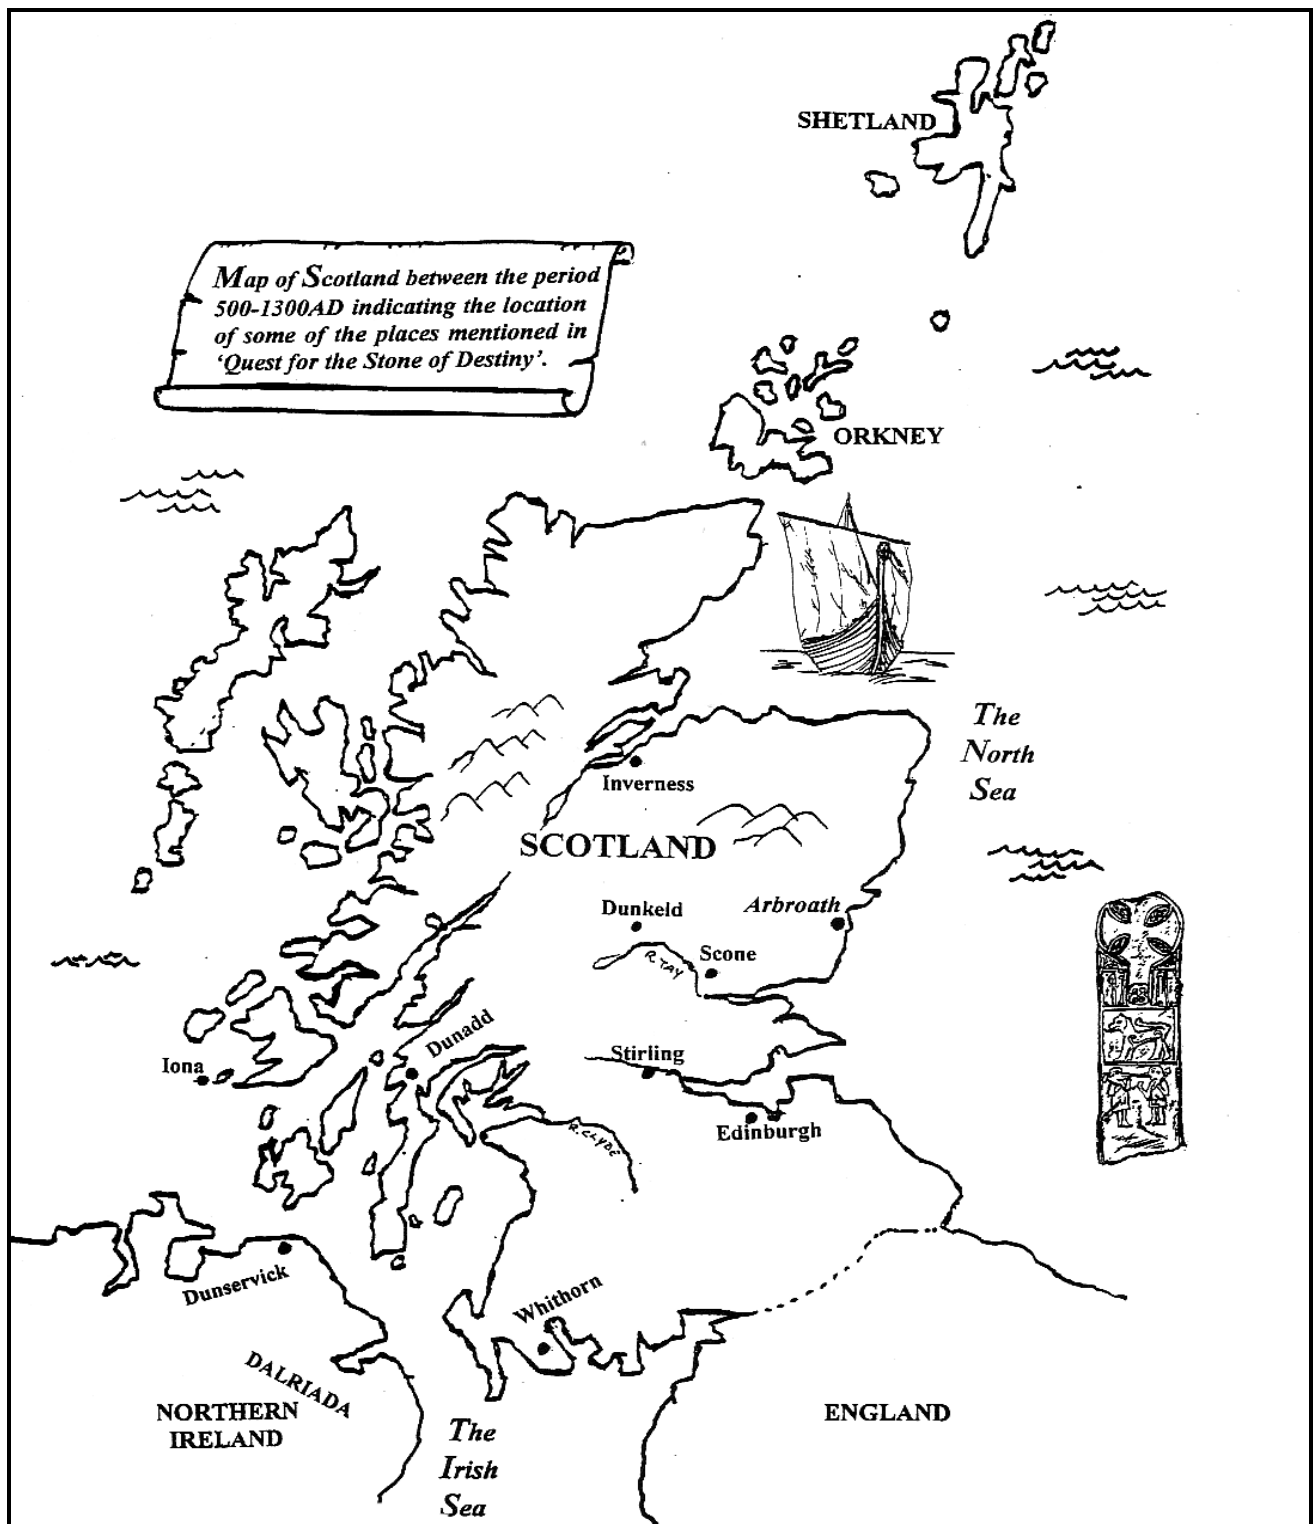 SHETLAND
Map of Scotland between the period
500-1300AD indicating the location
of some of the places mentioned in
‘Quest for the Stone of Destiny’.
ORKNEY
The
North
Sea
Inverness
SCOTLAND
Dunkeld
Arbroath
R. TAY
Scone
Dunadd
Stirling
Iona
Edinburgh
R. CLYDE
Dunservick
Whithorn
DALRIADA
NORTHERN
IRELAND
ENGLAND
The
Irish
Sea